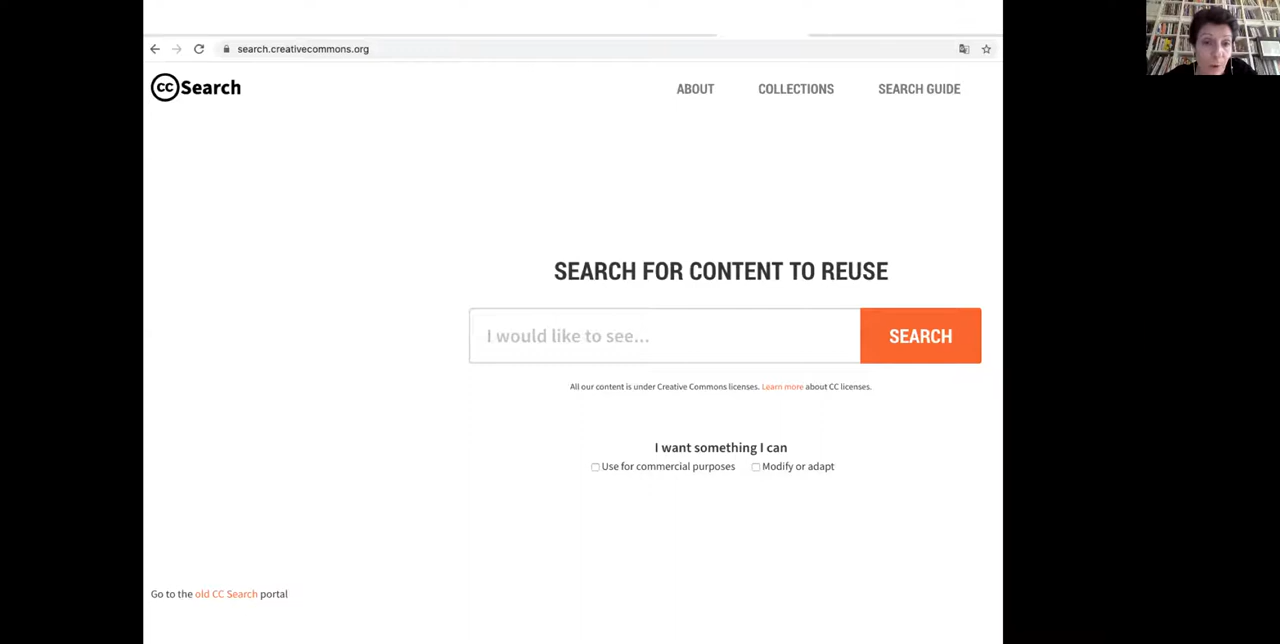 search.creativecommons.org
cc Search
ABOUT COLLECTIONS SEARCH GUIDE
SEARCH FOR CONTENT TO REUSE
I would like to see...
SEARCH
All our content is under Creative Commons licenses. Learn more about CC licenses.
I want something I can
Use for commercial purposes Modify or adapt
Go to the old CC Search portal